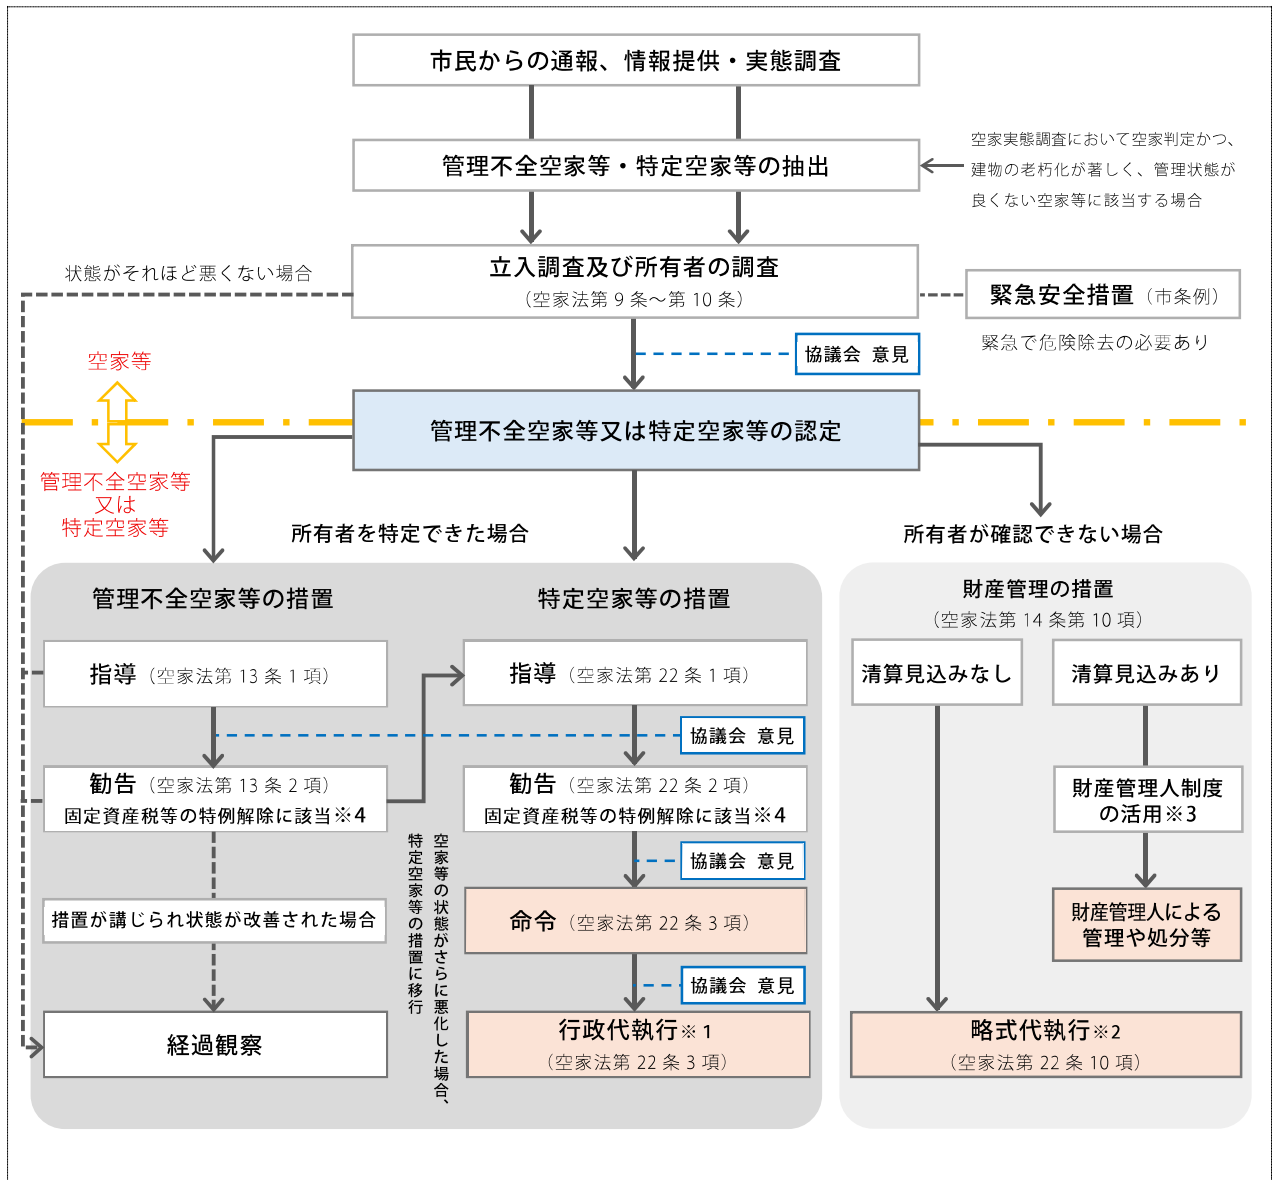 市民からの通報、情報提供・実態調査
管理不全空家等・特定空家等の抽出
空家実態調査において空家判定かつ、
建物の老朽化が著しく、管理状態が
良くない空家等に該当する場合
立入調査及び所有者の調査
（空家法第 9 条～第 10 条）
状態がそれほど悪くない場合
緊急安全措置（市条例）
緊急で危険除去の必要あり
協議会 意見
空家等
管理不全空家等又は特定空家等の認定
管理不全空家等
又は
特定空家等
所有者を特定できた場合
所有者が確認できない場合
管理不全空家等の措置
特定空家等の措置
財産管理の措置
（空家法第 14 条第 10 項）
指導（空家法第 13 条 1 項）
指導（空家法第 22 条 1 項）
清算見込みなし
清算見込みあり
協議会 意見
勧告（空家法第 13 条 2 項）
固定資産税等の特例解除に該当※4
勧告（空家法第 22 条 2 項）
固定資産税等の特例解除に該当※4
財産管理人制度
の活用※3
空家等の状態がさらに悪化した場合、
特定空家等の措置に移行
協議会 意見
措置が講じられ状態が改善された場合
命令（空家法第 22 条 3 項）
財産管理人による
管理や処分等
協議会 意見
経過観察
行政代執行※ 1
（空家法第 22 条 3 項）
略式代執行※2
（空家法第 22 条 10 項）